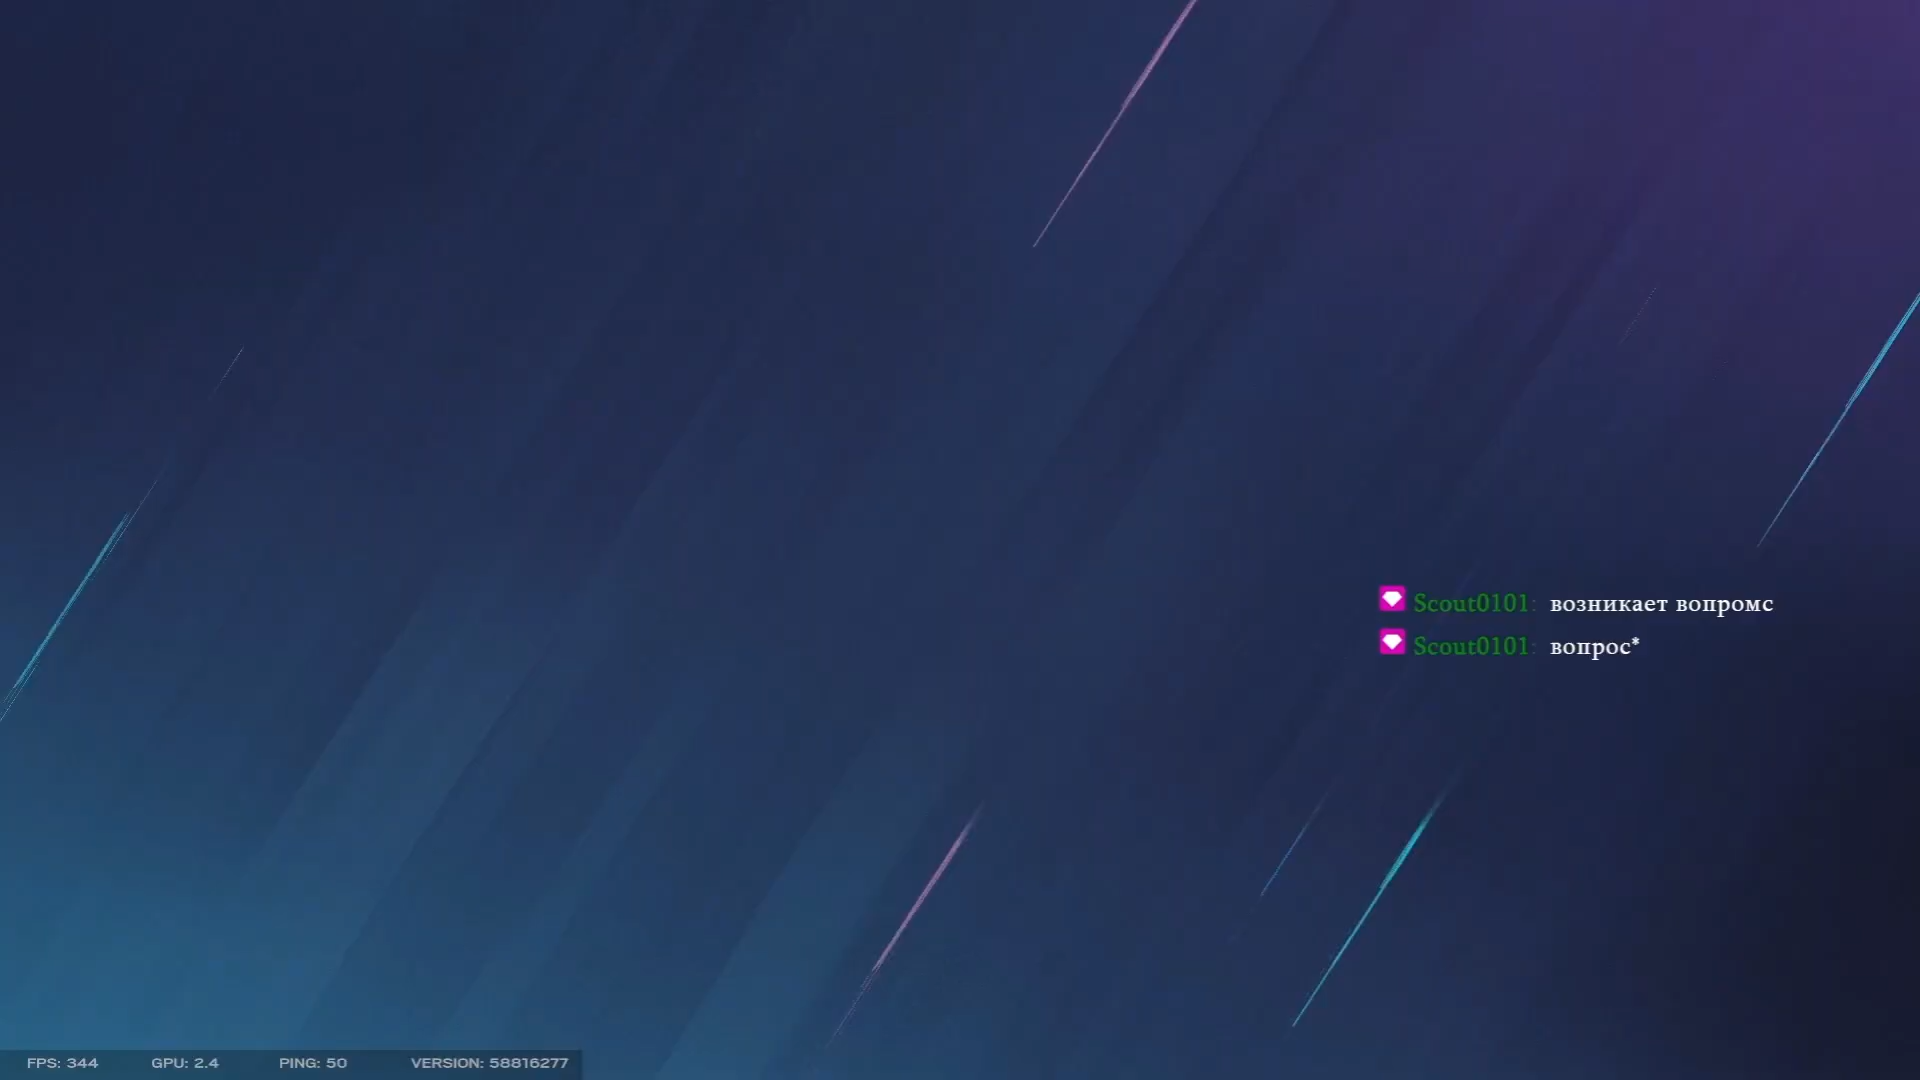 Scout0101: возникает вопромс
Scout0101: вопрос*
FPS: 344 GPU: 2.4 PING: 50 VERSION: 58816277